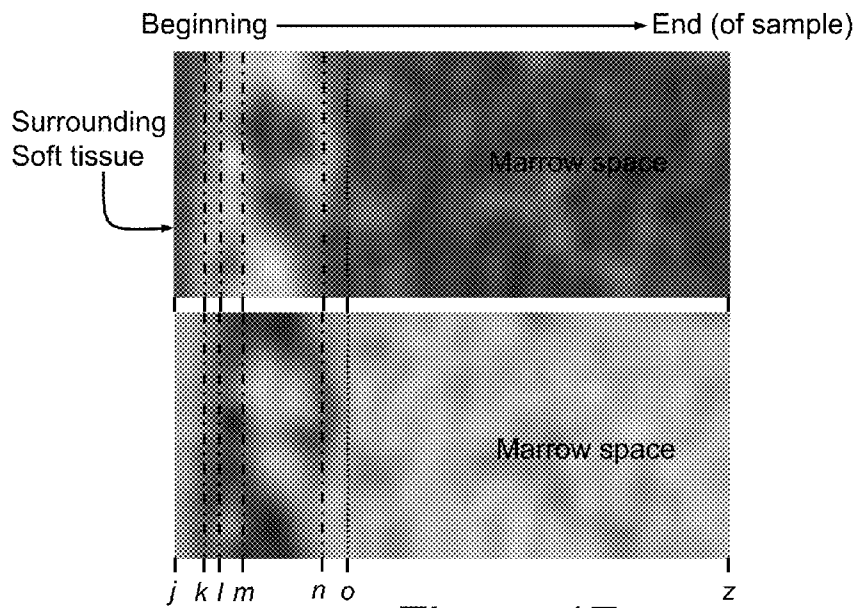 Beginning End (of sample)
Surrounding
Soft tissue
Marrow space
Marrow space
j k l m n o z